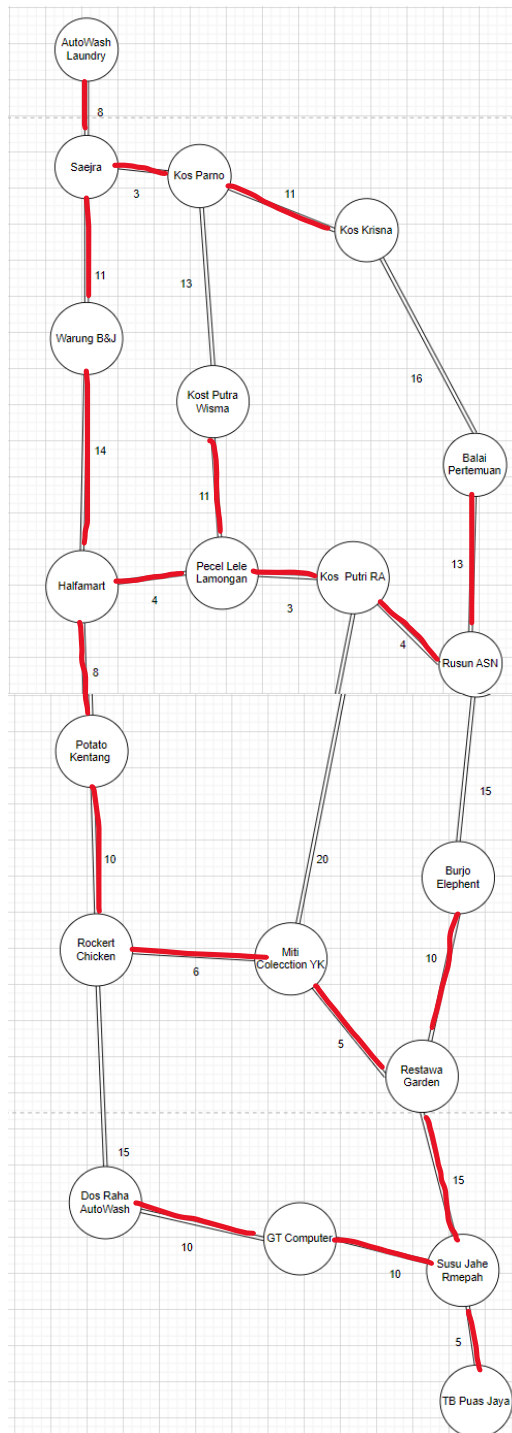 AutoWash
Laundry
8
Saejra
3
Kos Parno
11
Kos Krisna
11
13
Warung B&J
16
Kost Putra
Wisma
14
11
Balai
Pertemuan
13
Halfamart
4
Pecel Lele
Lamongan
3
Kos Putri RA
4
Rusun ASN
8
Potato
Kentang
15
10
20
Burjo
Elephent
Rockert
Chicken
6
Miti
Colecction YK
10
5
Restawa
Garden
15
15
Dos Raha
AutoWash
10
GT Computer
10
Susu Jahe
Rmepah
5
TB Puas Jaya